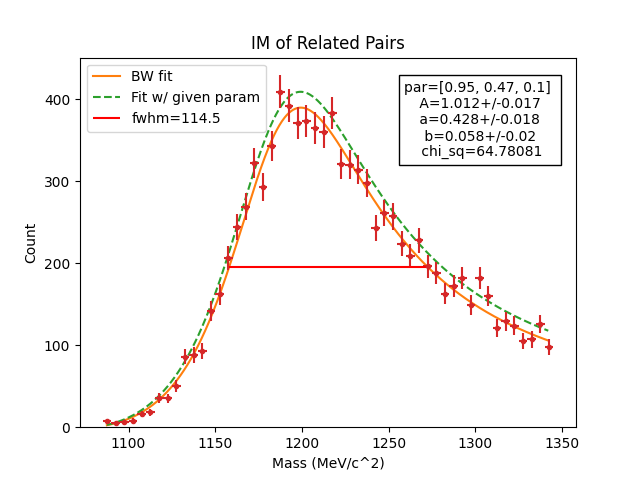 IM of Related Pairs
BW fit
Fit w/ given param
fwhm=114.5
par=[0.95, 0.47, 0.1]
A=1.012+/-0.017
a=0.428+/-0.018
b=0.058+/-0.02
chi_sq=64.78081
Count
400
300
200
100
0
1100 1150 1200 1250 1300 1350
Mass (MeV/c^2)